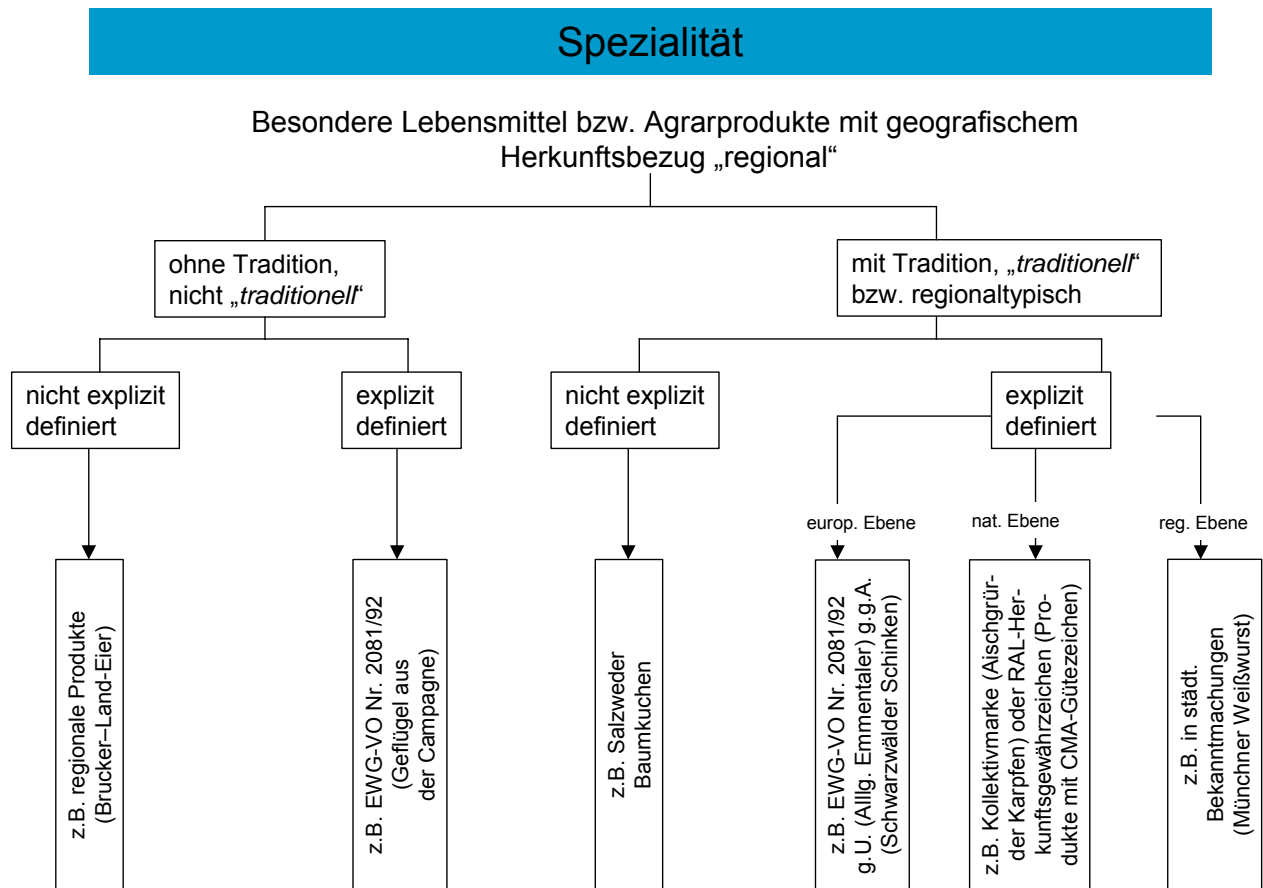 Spezialität
Besondere Lebensmittel bzw. Agrarprodukte mit geografischem
Herkunftsbezug „regional“
ohne Tradition,
nicht „traditionell“
mit Tradition, „traditionell“
bzw. regionaltypisch
nicht explizit
definiert
explizit
definiert
nicht explizit
definiert
explizit
definiert
europ. Ebene
nat. Ebene
reg. Ebene
z.B. regionale Produkte
(Brucker–Land-Eier)
z.B. EWG-VO Nr. 2081/92
(Geflügel aus
der Campagne)
z.B. Salzweder
Baumkuchen
z.B. EWG-VO Nr. 2081/92
g.U. (Alllg. Emmentaler) g.g.A.
(Schwarzwälder Schinken)
z.B. Kollektivmarke (Aischgrür-
der Karpfen) oder RAL-Her-
kunftsgewährzeichen (Pro-
dukte mit CMA-Gütezeichen)
z.B. in städt.
Bekanntmachungen
(Münchner Weißwurst)